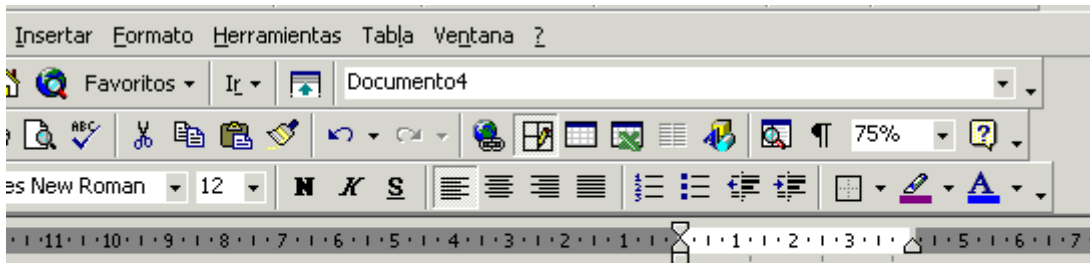 Insertar Formato Herramientas Tabla Ventana ?
Favoritos Ir Documento4
ABC 75% ?
es New Roman 12 N K S A
11 10 9 8 7 6 5 4 3 2 1 1 2 3 5 6 7